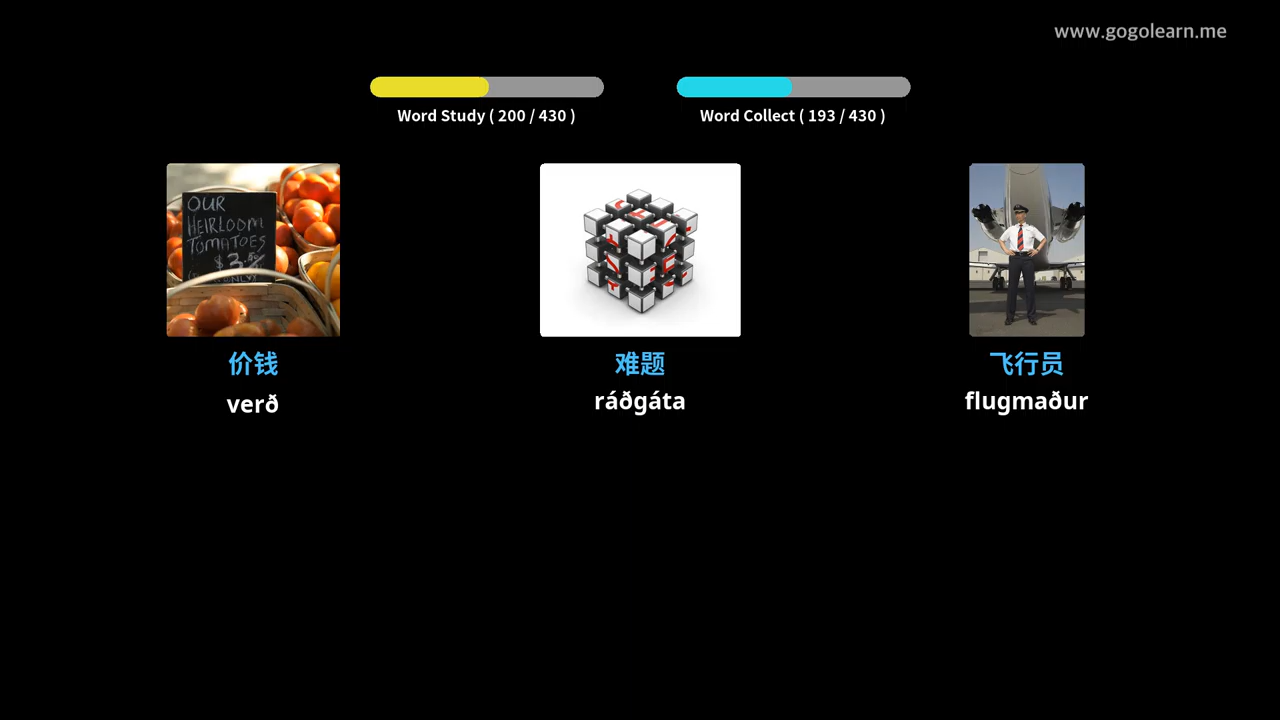 www.gogolearn.me
Word Study ( 200 / 430 )
Word Collect ( 193 / 430 )
OUR
HEIRLOOM
TOMATOES
价钱
难题
飞行员
verð
ráðgáta
flugmaður